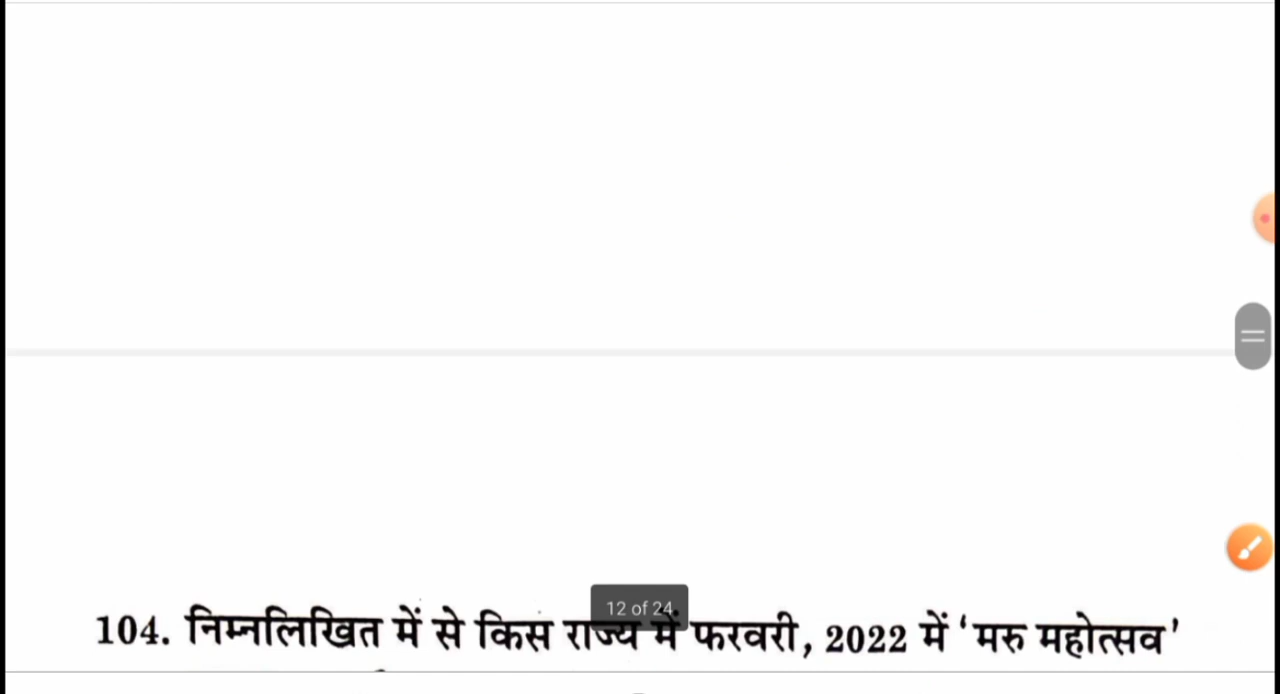 12 of 24
104. निम्नलिखित में से किस राज्य में फरवरी, 2022 में ‘मरु महोत्सव’